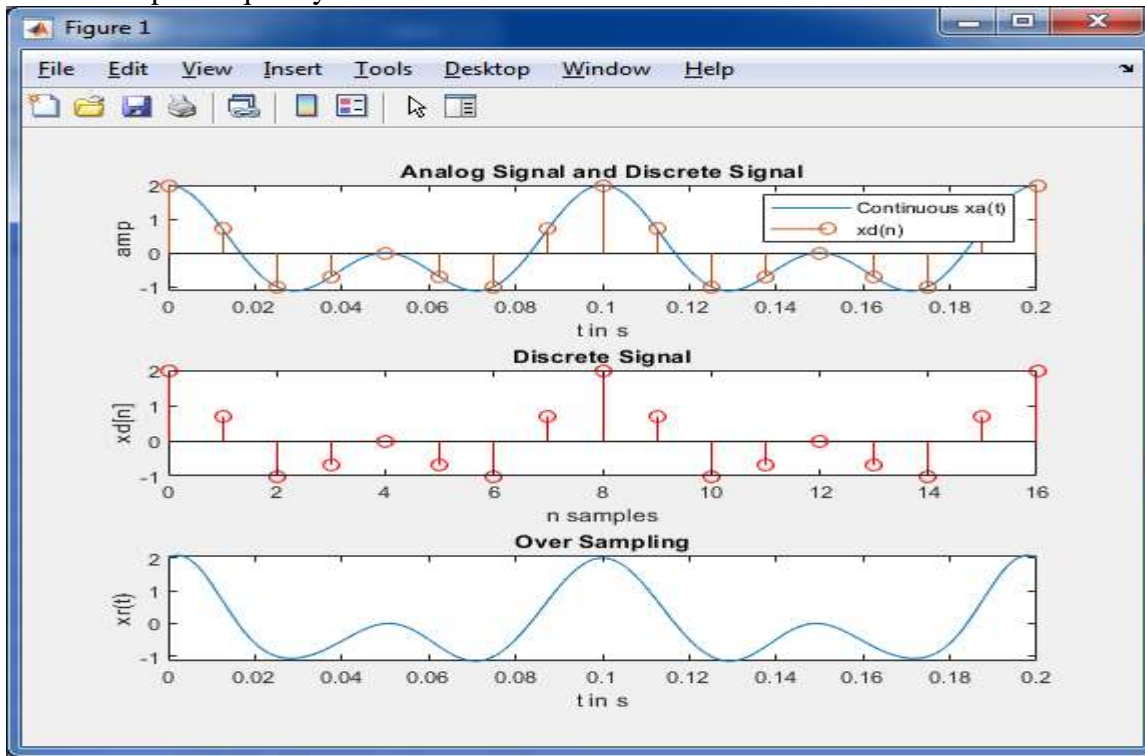 Figure 1
File Edit View Insert Tools Desktop Window Help
Analog Signal and Discrete Signal
2
1
0
-1
amp
Continuous xa(t)
xd(n)
0 0.02 0.04 0.06 0.08 0.1 0.12 0.14 0.16 0.18 0.2
t in s
Discrete Signal
2
1
0
-1
xd[n]
0 2 4 6 8 10 12 14 16
n samples
Over Sampling
2
1
0
-1
xr(t)
0 0.02 0.04 0.06 0.08 0.1 0.12 0.14 0.16 0.18 0.2
t in s